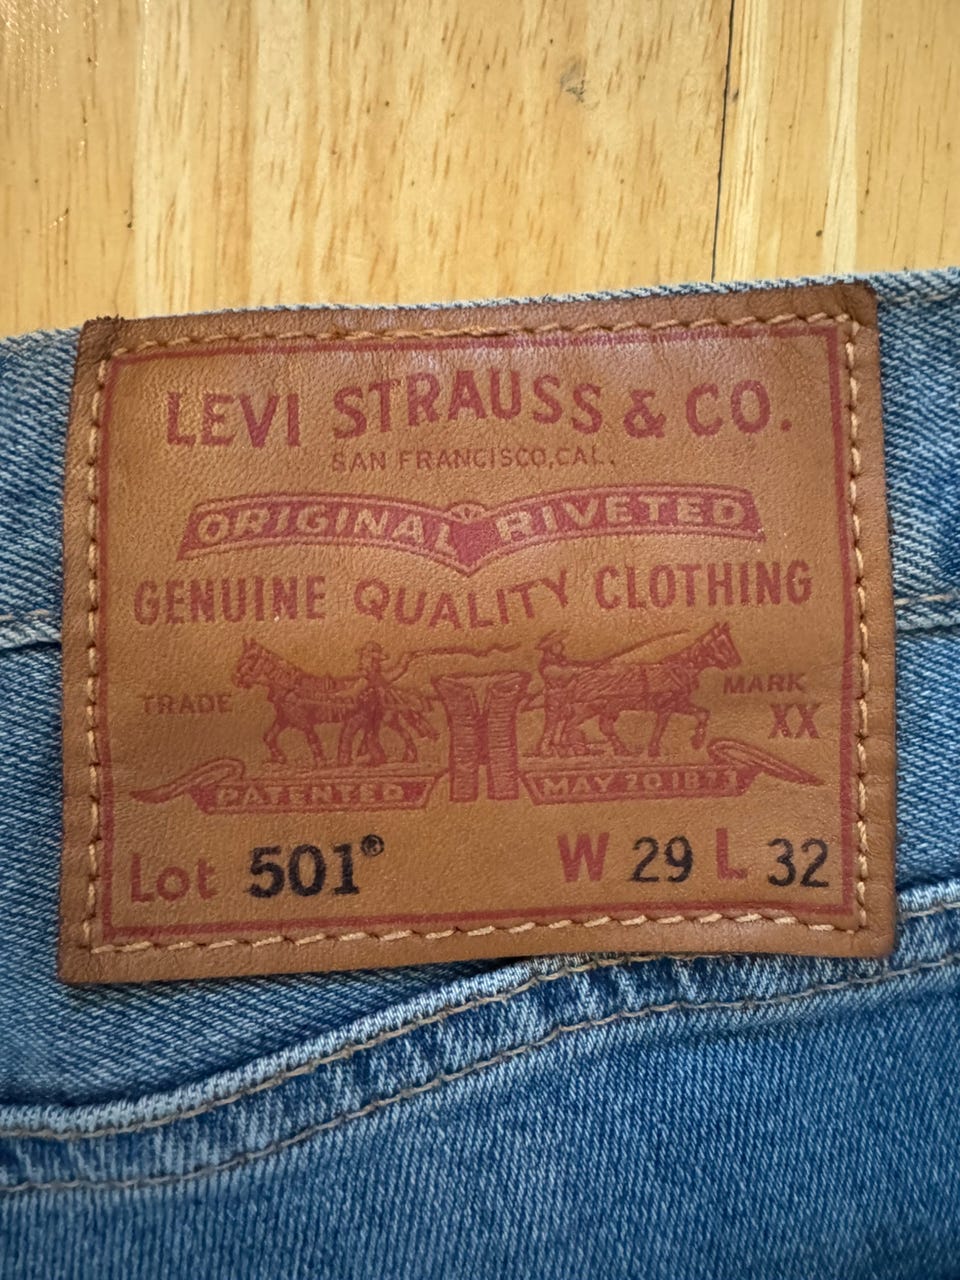 LEVI STRAUSS & CO.
SAN FRANCISCO, CAL.
ORIGINAL RIVETED
GENUINE QUALITY CLOTHING
TRADE MARK
XX
PATENTED MAY 20 1873
Lot 501® W 29 L 32